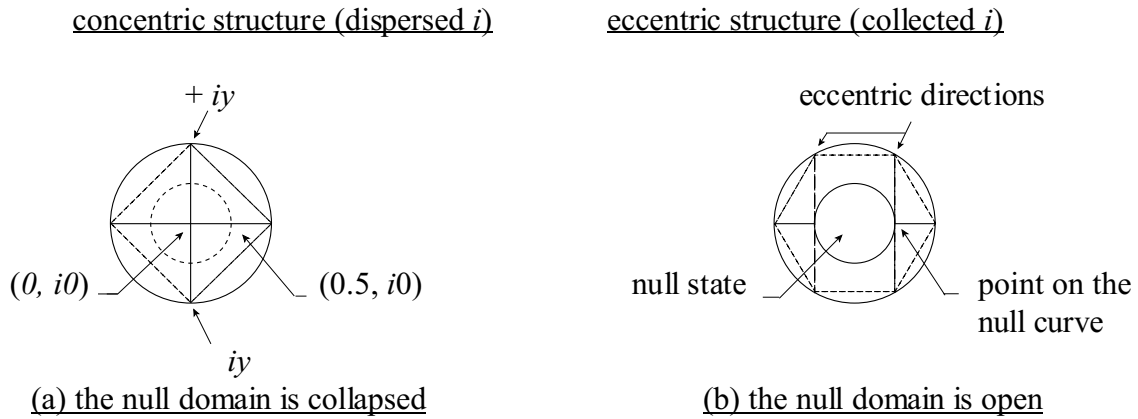 concentric structure (dispersed i)
eccentric structure (collected i)
+ iy
eccentric directions
(0, i0)
(0.5, i0)
null state
point on the
null curve
iy
(a) the null domain is collapsed
(b) the null domain is open